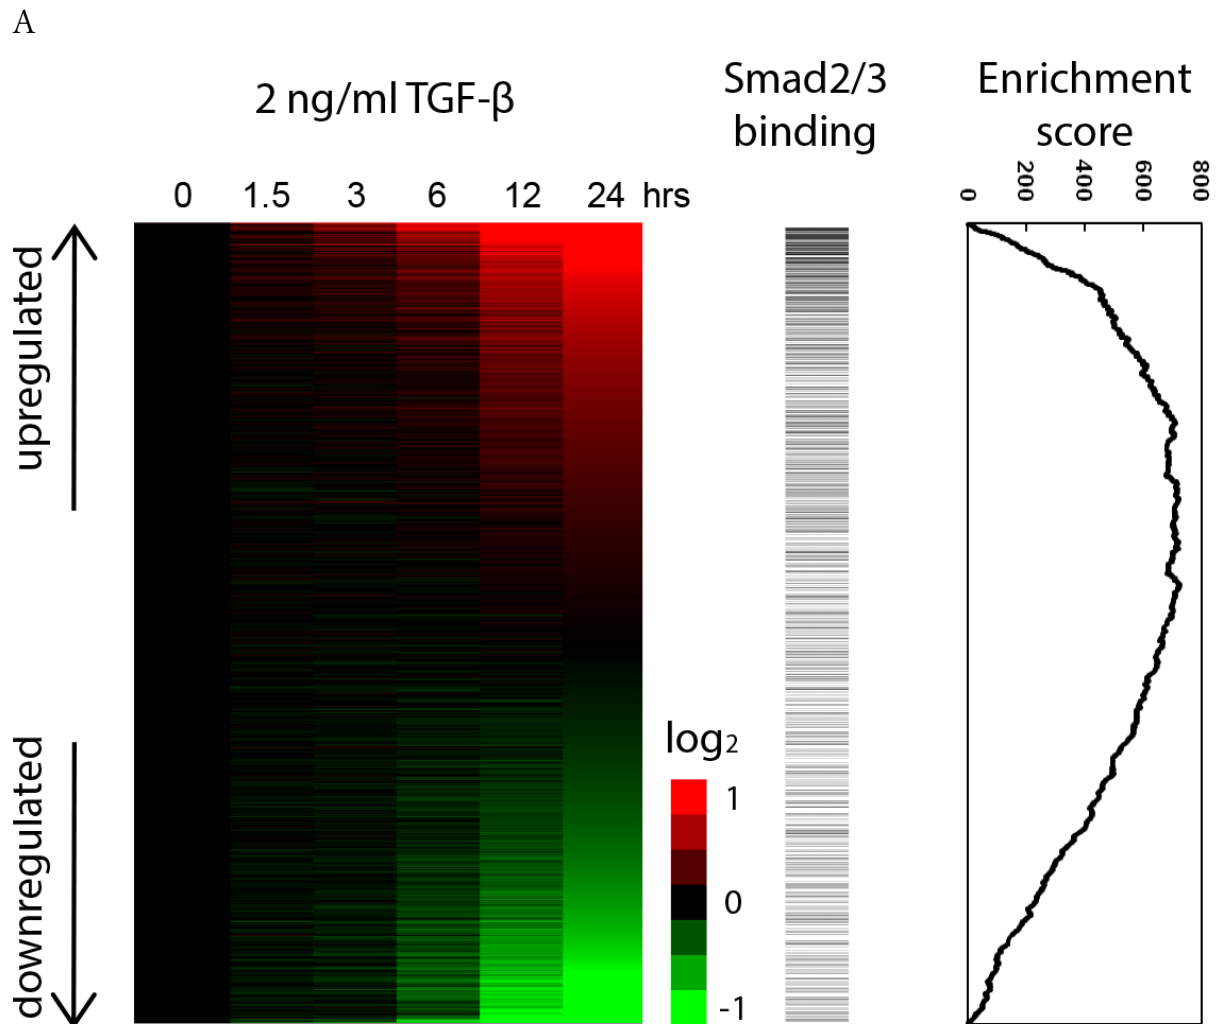 A
2 ng/ml TGF-β
Smad2/3
binding
Enrichment
score
0 1.5 3 6 12 24 hrs
0 200 400 600 800
upregulated
downregulated
log₂
1
0
-1